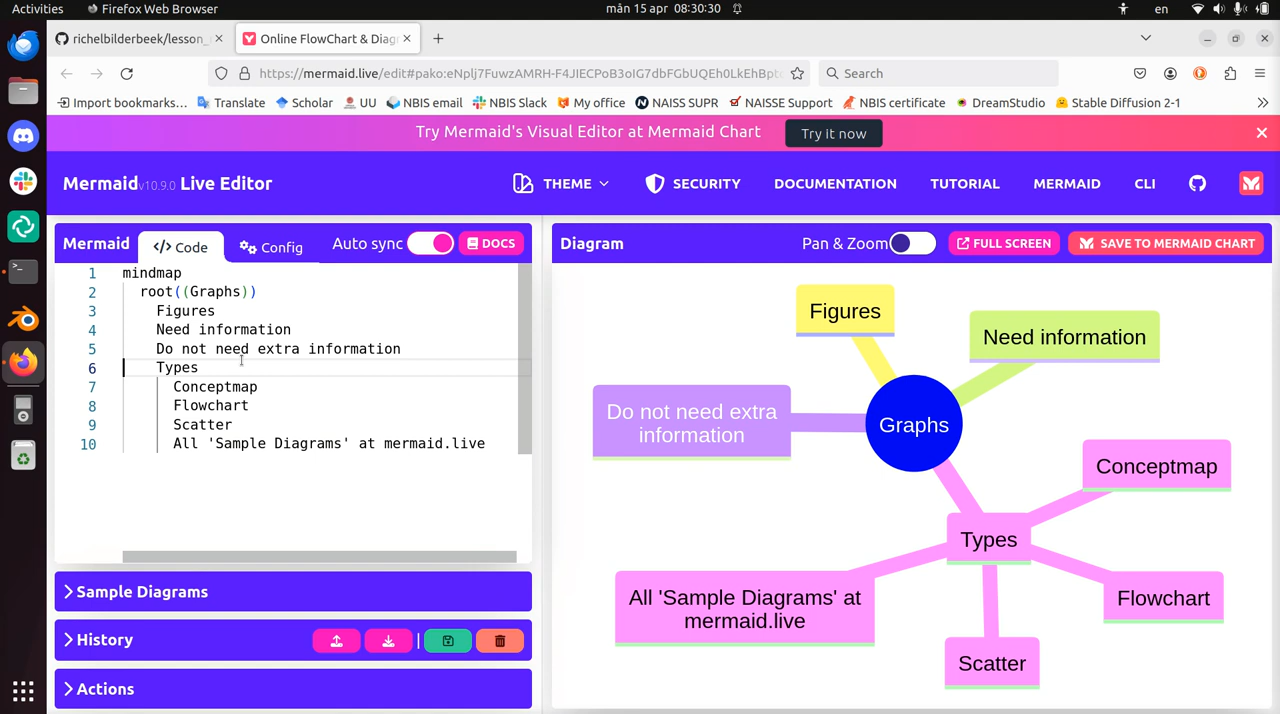 Activities
Firefox Web Browser
mån 15 apr 08:30:30
en
richelbilderbeek/lesson_
Online FlowChart & Diag
https://mermaid.live/edit#pako:eNplj7FuwzAMRH-F4JIECPoB3oIG7dbFGbUQEh0LkEhBpt
Search
Import bookmarks…
Translate
Scholar
UU
NBIS email
NBIS Slack
My office
NAISS SUPR
NAISSE Support
NBIS certificate
DreamStudio
Stable Diffusion 2-1
Try Mermaid's Visual Editor at Mermaid Chart
Try it now
Mermaid v10.9.0 Live Editor
THEME
SECURITY
DOCUMENTATION
TUTORIAL
MERMAID
CLI
Mermaid
</> Code
Config
Auto sync
DOCS
1 mindmap
2 root((Graphs))
3 Figures
4 Need information
5 Do not need extra information
6 Types
7 Conceptmap
8 Flowchart
9 Scatter
10 All 'Sample Diagrams' at mermaid.live
Sample Diagrams
History
Actions
Diagram
Pan & Zoom
FULL SCREEN
SAVE TO MERMAID CHART
Figures
Need information
Do not need extra
information
Graphs
Conceptmap
Types
All 'Sample Diagrams' at
mermaid.live
Flowchart
Scatter